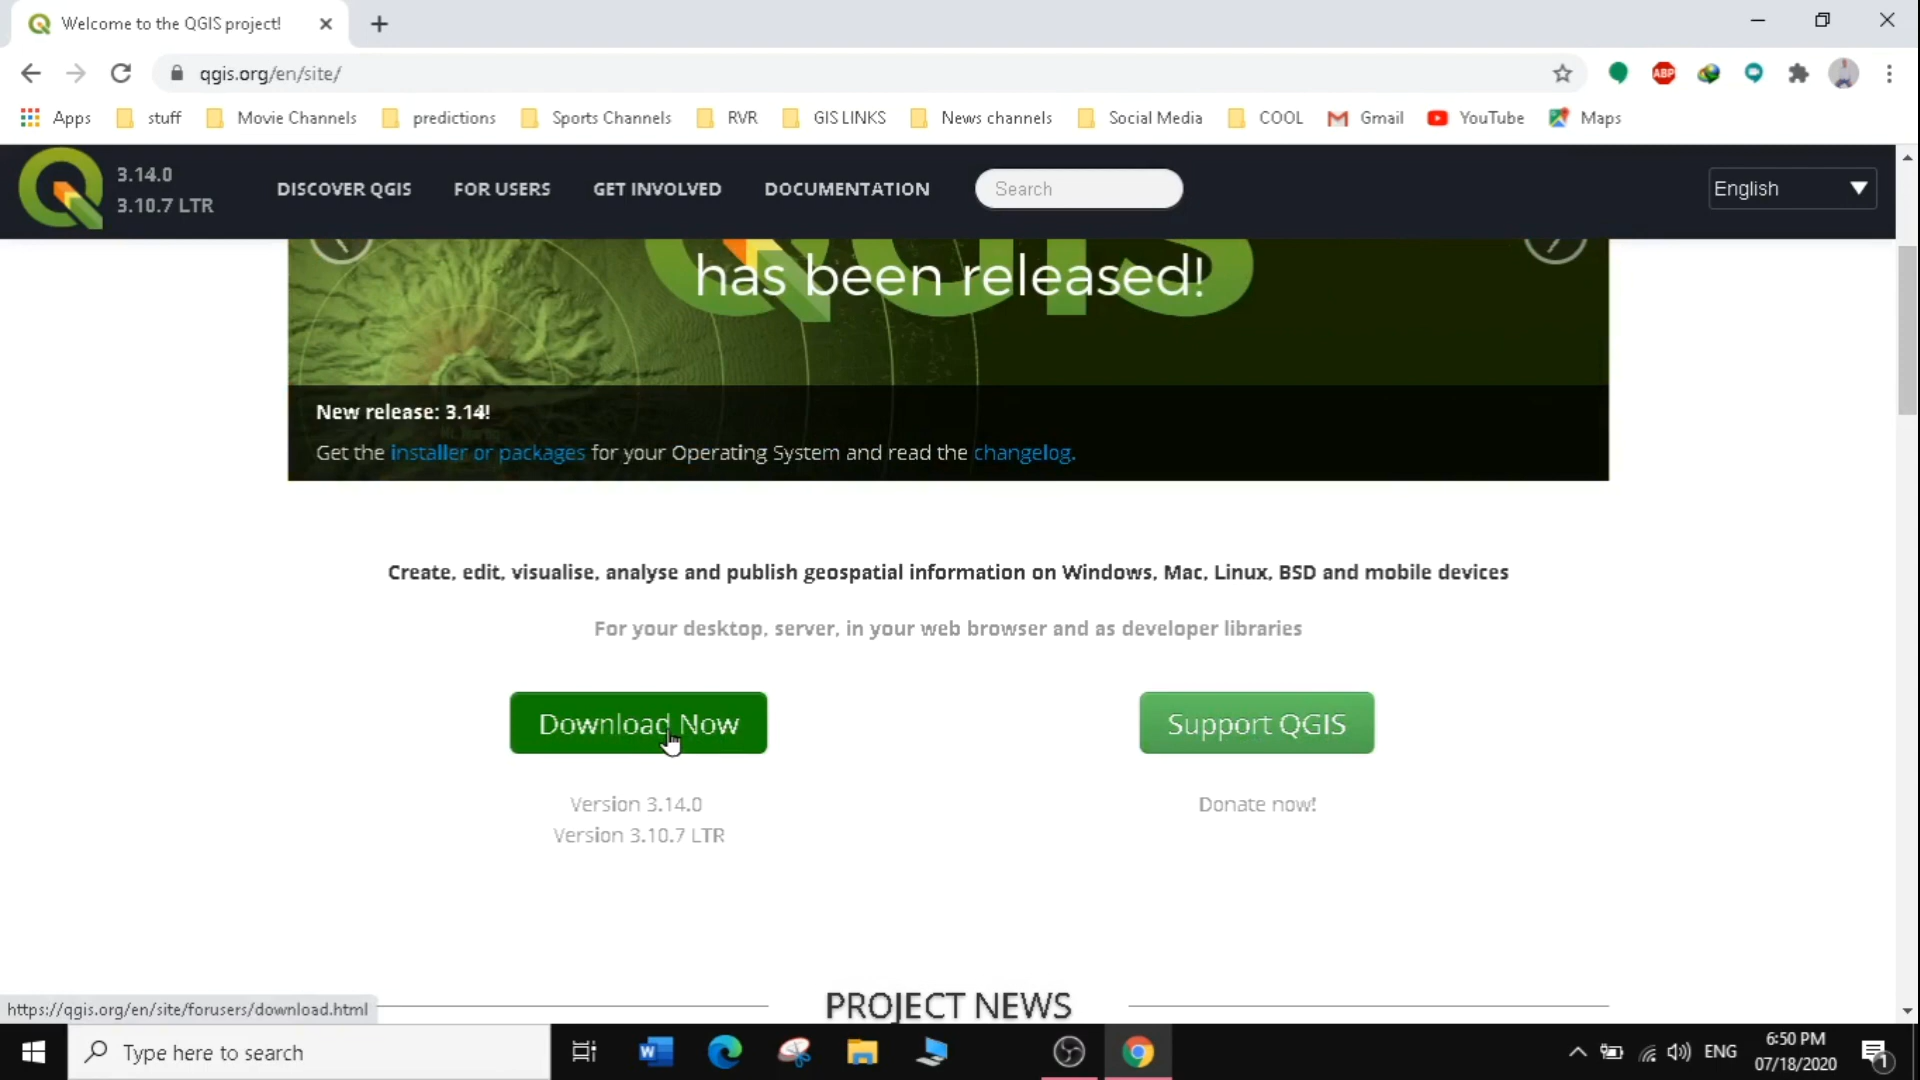 Welcome to the QGIS project!
qgis.org/en/site/
ABP
Apps stuff Movie Channels predictions Sports Channels RVR GIS LINKS News channels Social Media COOL Gmail YouTube Maps
3.14.0
3.10.7 LTR
DISCOVER QGIS FOR USERS GET INVOLVED DOCUMENTATION Search English
QGIS
has been released!
New release: 3.14!
Get the installer or packages for your Operating System and read the changelog.
Create, edit, visualise, analyse and publish geospatial information on Windows, Mac, Linux, BSD and mobile devices
For your desktop, server, in your web browser and as developer libraries
Download Now Support QGIS
Version 3.14.0 Donate now!
Version 3.10.7 LTR
PROJECT NEWS
https://qgis.org/en/site/forusers/download.html
Type here to search
ENG
6:50 PM
07/18/2020
1